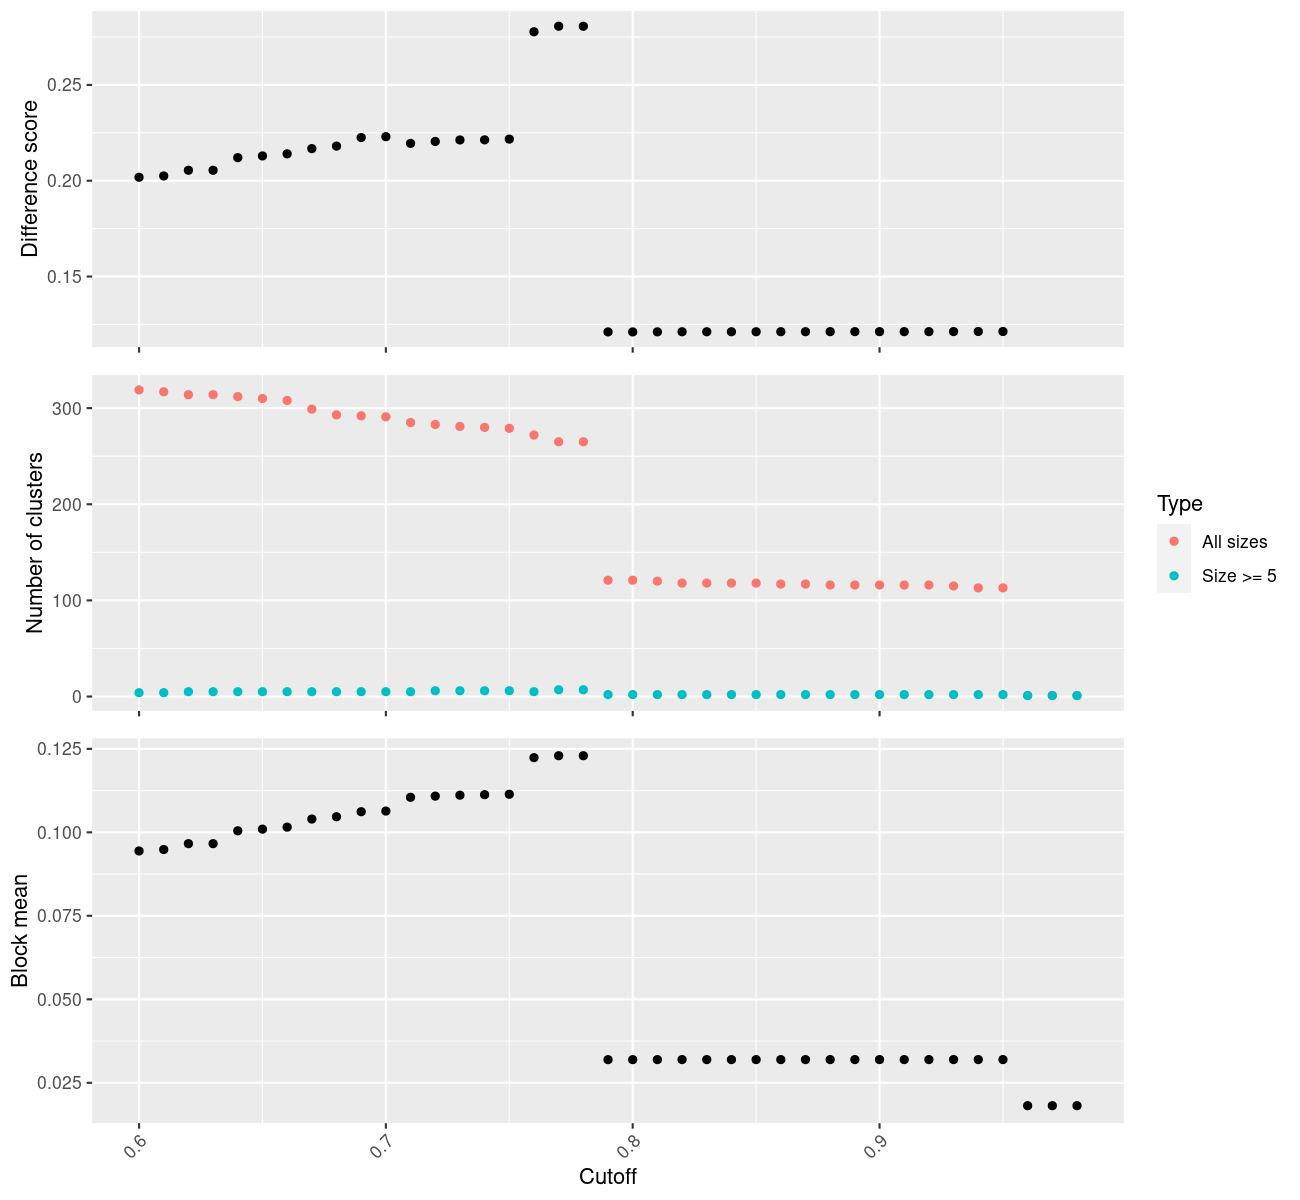 Difference score
0.25
0.20
0.15
Number of clusters
300
200
100
0
Type
All sizes
Size >= 5
Block mean
0.125
0.100
0.075
0.050
0.025
0.6 0.7 0.8 0.9
Cutoff